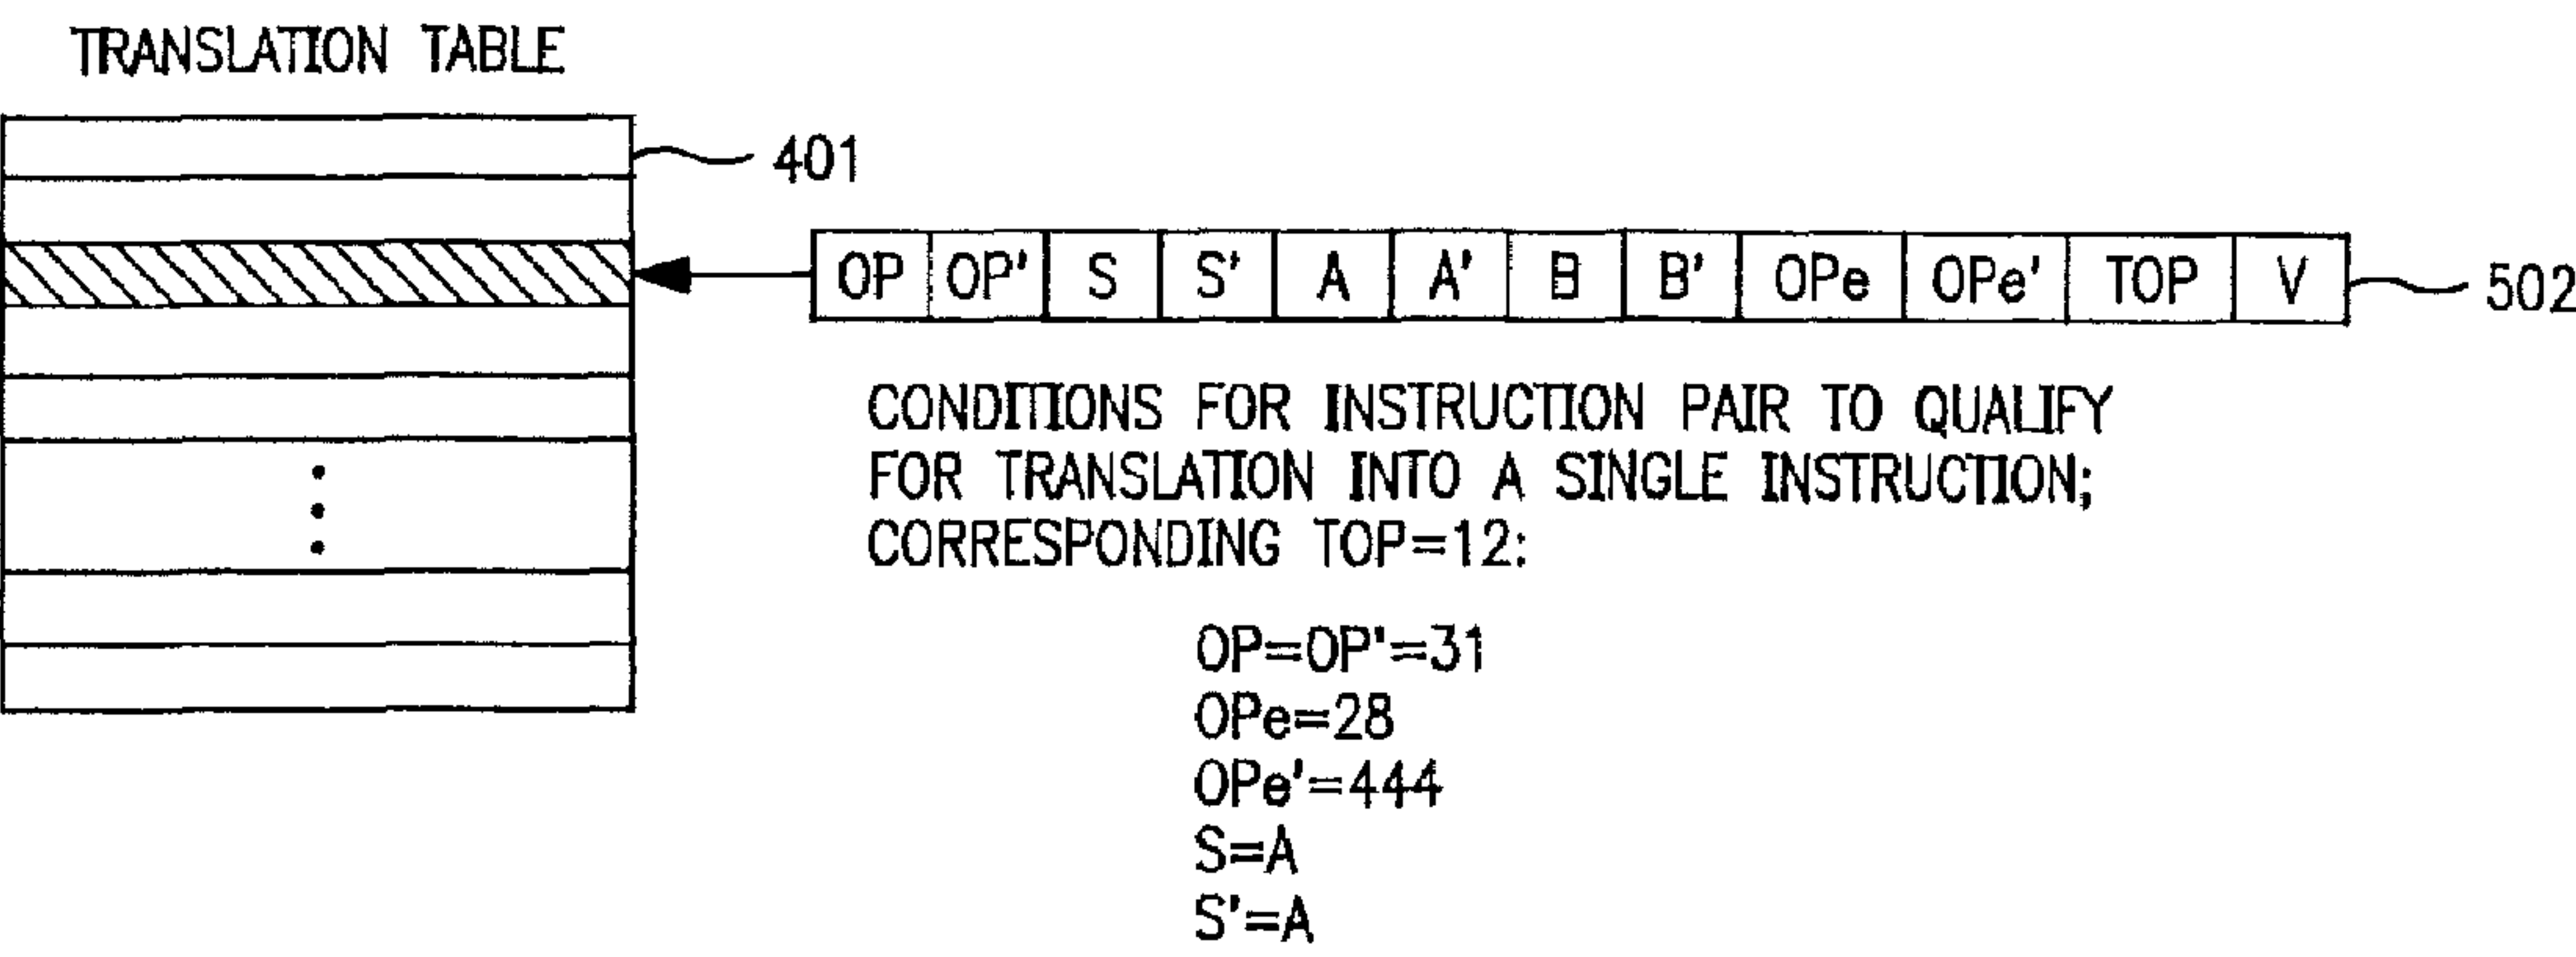 TRANSLATION TABLE
401
OP OP' S S' A A' B B' OPe OPe' TOP V
502
CONDITIONS FOR INSTRUCTION PAIR TO QUALIFY
FOR TRANSLATION INTO A SINGLE INSTRUCTION;
CORRESPONDING TOP=12:
OP=OP'=31
OPe=28
OPe'=444
S=A
S'=A